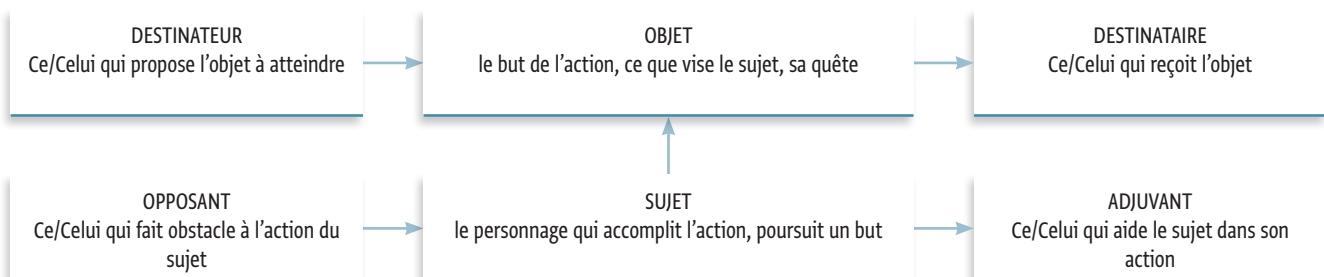 DESTINATEUR
Ce/Celui qui propose l’objet à atteindre
OBJET
le but de l’action, ce que vise le sujet, sa quête
DESTINATAIRE
Ce/Celui qui reçoit l’objet
OPPOSANT
Ce/Celui qui fait obstacle à l’action du
sujet
SUJET
le personnage qui accomplit l’action, poursuit un but
ADJUVANT
Ce/Celui qui aide le sujet dans son
action